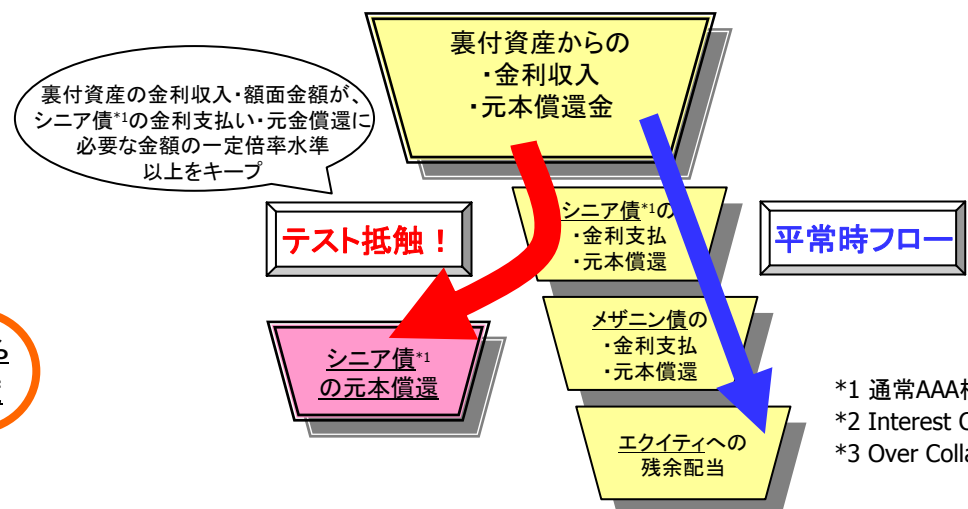 裏付資産からの
・金利収入
・元本償還金
裏付資産の金利収入・額面金額が、
シニア債*1の金利支払い・元金償還に
必要な金額の一定倍率水準
以上をキープ
テスト抵触！
シニア債*1の
・金利支払
・元本償還
平常時フロー
シニア債*1
の元本償還
メザニン債の
・金利支払
・元本償還
エクイティへの
残余配当
*1 通常AAA
*2 Interest
*3 Over